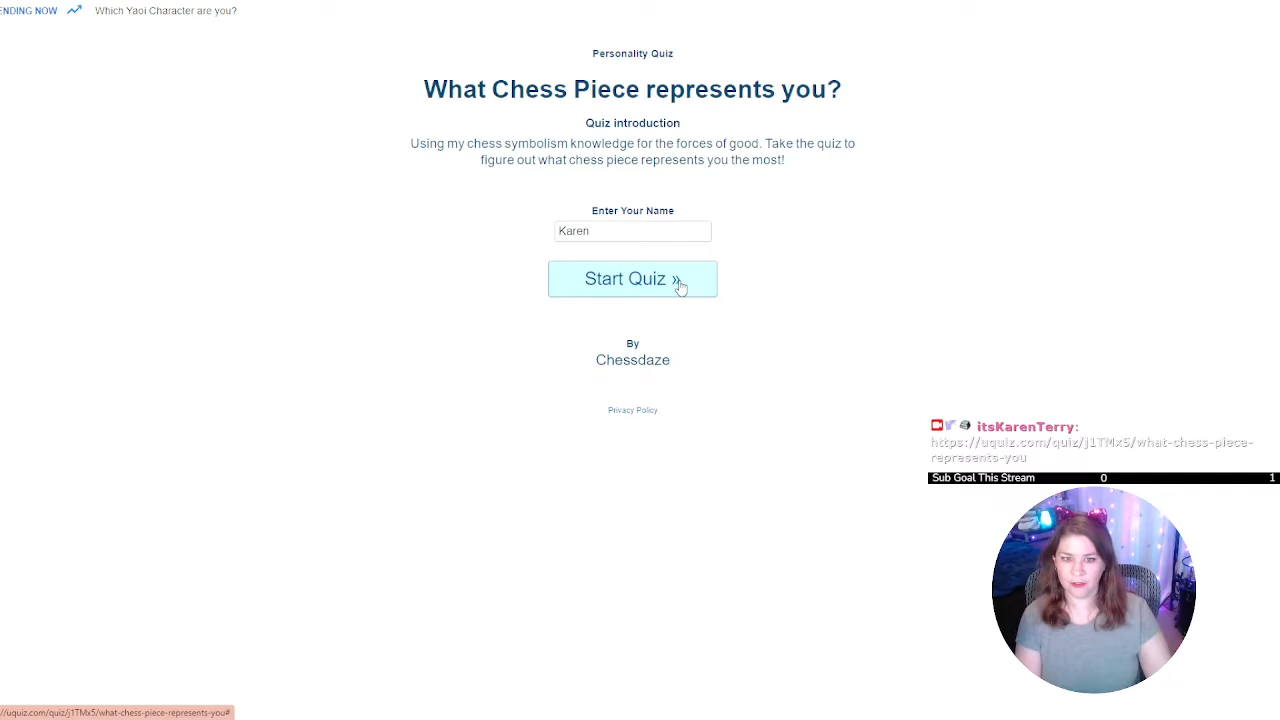 ENDING NOW Which Yaoi Character are you?
Personality Quiz
What Chess Piece represents you?
Quiz introduction
Using my chess symbolism knowledge for the forces of good. Take the quiz to
figure out what chess piece represents you the most!
Enter Your Name
Karen
Start Quiz »
By
Chessdaze
Privacy Policy
itsKarenTerry:
https://uquiz.com/quiz/j1TMx5/what-chess-piece-
represents-you
Sub Goal This Stream 0 1
//uquiz.com/quiz/j1TMx5/what-chess-piece-represents-you#